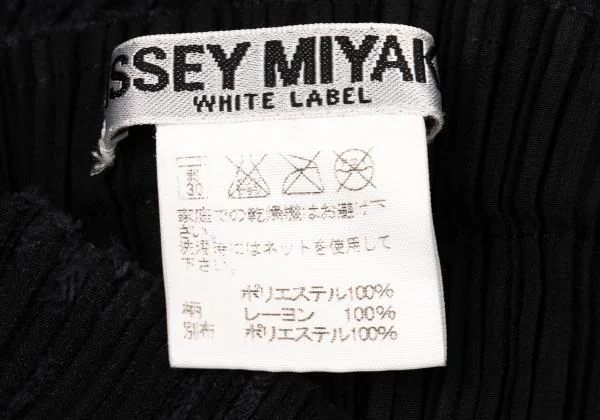 SSEY MIYAK
WHITE LABEL
弱
30
家庭での乾燥機はお避け下
さい。
洗濯時にはネットを使用して
下さい。
ポリエステル100%
柄 レーヨン 100%
別布 ポリエステル100%